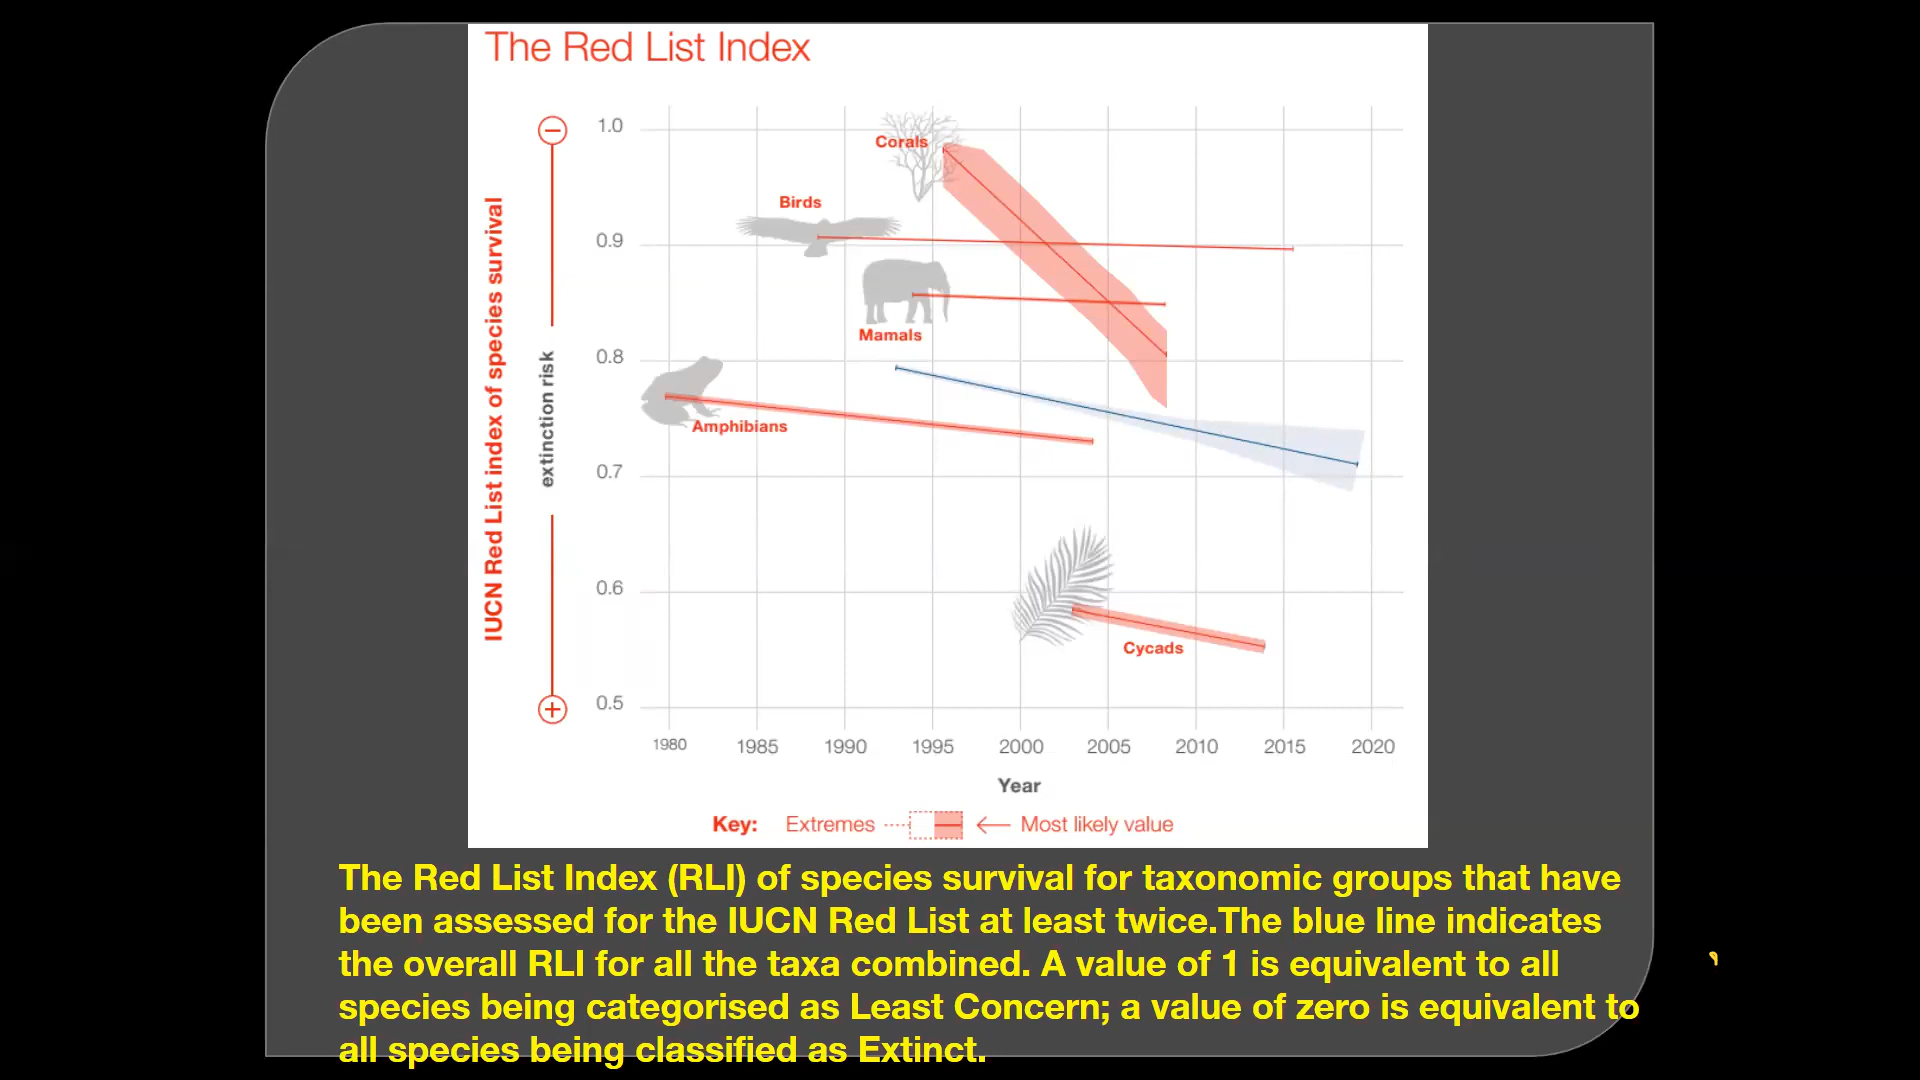 The Red List Index
IUCN Red List index of species survival
extinction risk
1.0
0.9
0.8
0.7
0.6
0.5
Corals
Birds
Mamals
Amphibians
Cycads
1980 1985 1990 1995 2000 2005 2010 2015 2020
Year
Key: Extremes Most likely value
The Red List Index (RLI) of species survival for taxonomic groups that have
been assessed for the IUCN Red List at least twice.The blue line indicates
the overall RLI for all the taxa combined. A value of 1 is equivalent to all
species being categorised as Least Concern; a value of zero is equivalent to
all species being classified as Extinct.